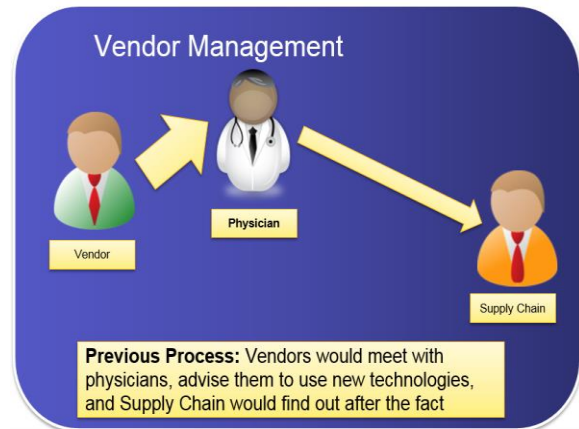 Vendor Management
Physician
Vendor
Supply Chain
Previous Process: Vendors would meet with
physicians, advise them to use new technologies,
and Supply Chain would find out after the fact